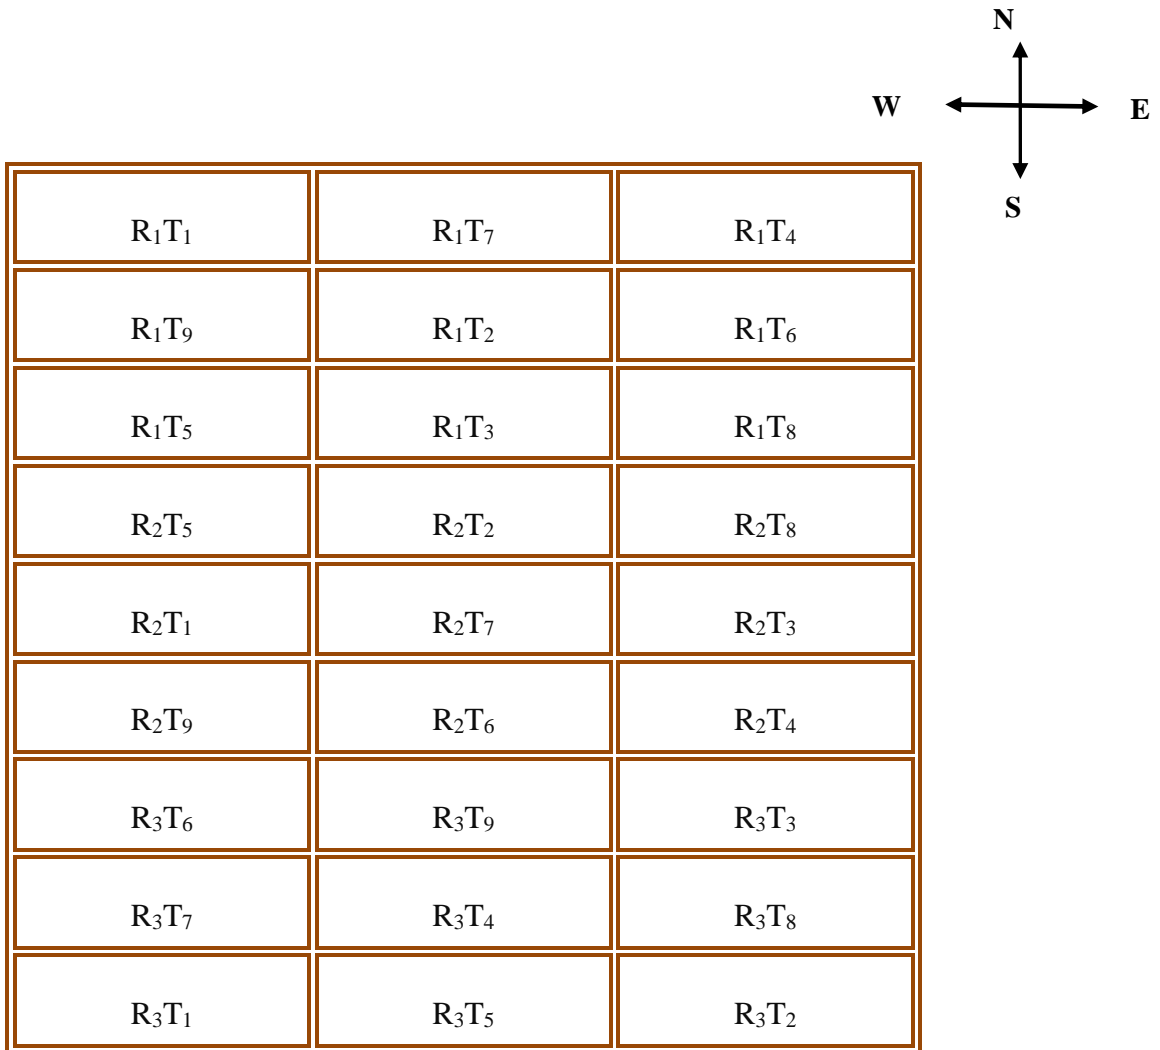 N
W E
S
R₁T₁ R₁T₇ R₁T₄
R₁T₉ R₁T₂ R₁T₆
R₁T₅ R₁T₃ R₁T₈
R₂T₅ R₂T₂ R₂T₈
R₂T₁ R₂T₇ R₂T₃
R₂T₉ R₂T₆ R₂T₄
R₃T₆ R₃T₉ R₃T₃
R₃T₇ R₃T₄ R₃T₈
R₃T₁ R₃T₅ R₃T₂